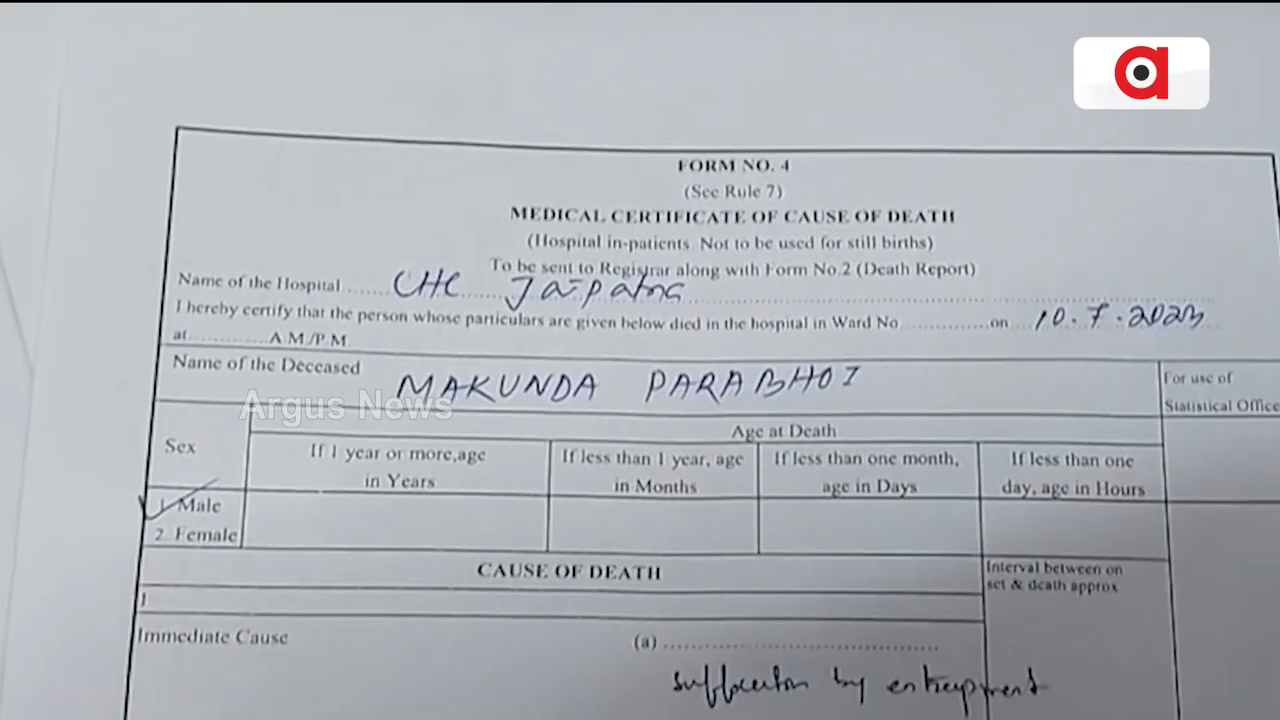 a
FORM NO. 4
(See Rule 7)
MEDICAL CERTIFICATE OF CAUSE OF DEATH
(Hospital in-patients. Not to be used for still births)
To be sent to Registrar along with Form No.2 (Death Report)
Name of the Hospital ....... CHC Jaipatna
I hereby certify that the person whose particulars are given below died in the hospital in Ward No. ............... on ... 10.7.2023
at ............ A.M./P.M.
Name of the Deceased MAKUNDA PARABHOI
For use of
Statistical Office
Argus News
Age at Death
Sex
If 1 year or more,age
in Years
If less than 1 year, age
in Months
If less than one month,
age in Days
If less than one
day, age in Hours
1. Male
2. Female
CAUSE OF DEATH
Interval between on
set & death approx
I
Immediate Cause (a) ........................................
suffocation by entrapment